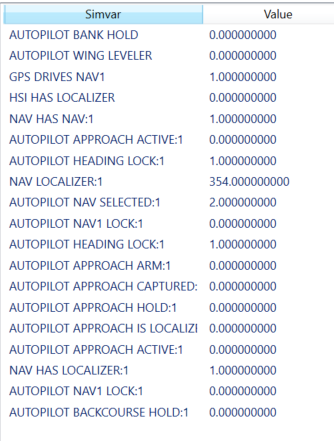 Simvar Value
AUTOPILOT BANK HOLD 0.000000000
AUTOPILOT WING LEVELER 0.000000000
GPS DRIVES NAV1 1.000000000
HSI HAS LOCALIZER 0.000000000
NAV HAS NAV:1 1.000000000
AUTOPILOT APPROACH ACTIVE:1 0.000000000
AUTOPILOT HEADING LOCK:1 1.000000000
NAV LOCALIZER:1 354.000000000
AUTOPILOT NAV SELECTED:1 2.000000000
AUTOPILOT NAV1 LOCK:1 0.000000000
AUTOPILOT HEADING LOCK:1 1.000000000
AUTOPILOT APPROACH ARM:1 0.000000000
AUTOPILOT APPROACH CAPTURED: 0.000000000
AUTOPILOT APPROACH HOLD:1 0.000000000
AUTOPILOT APPROACH IS LOCALIZE 0.000000000
AUTOPILOT APPROACH ACTIVE:1 0.000000000
NAV HAS LOCALIZER:1 1.000000000
AUTOPILOT NAV1 LOCK:1 0.000000000
AUTOPILOT BACKCOURSE HOLD:1 0.000000000